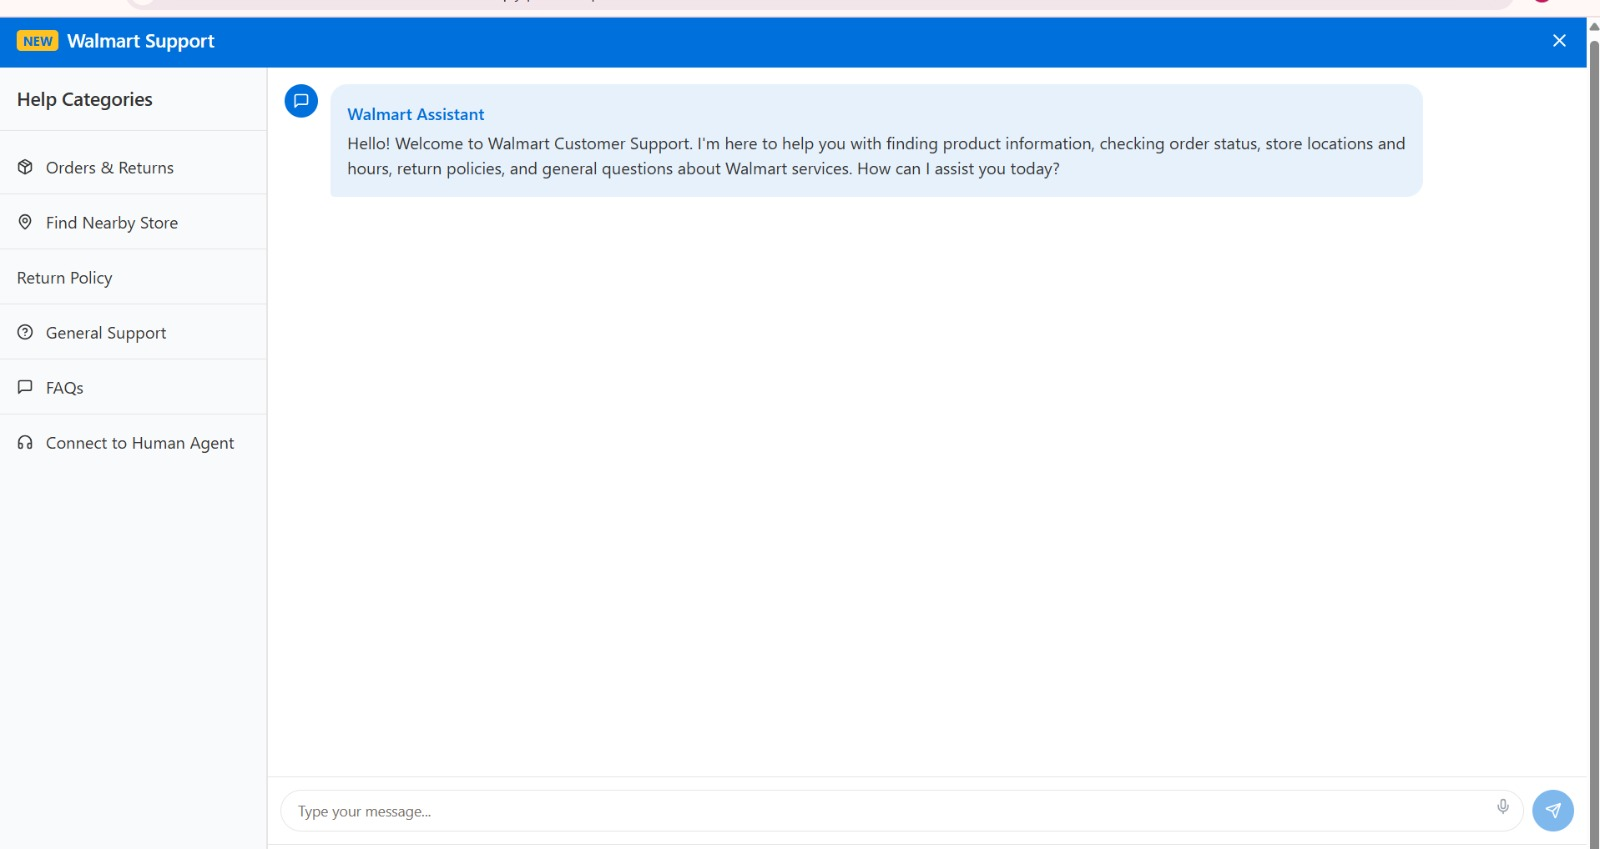 NEW Walmart Support
Help Categories
Orders & Returns
Find Nearby Store
Return Policy
General Support
FAQs
Connect to Human Agent
Walmart Assistant
Hello! Welcome to Walmart Customer Support. I'm here to help you with finding product information, checking order status, store locations and
hours, return policies, and general questions about Walmart services. How can I assist you today?
Type your message...